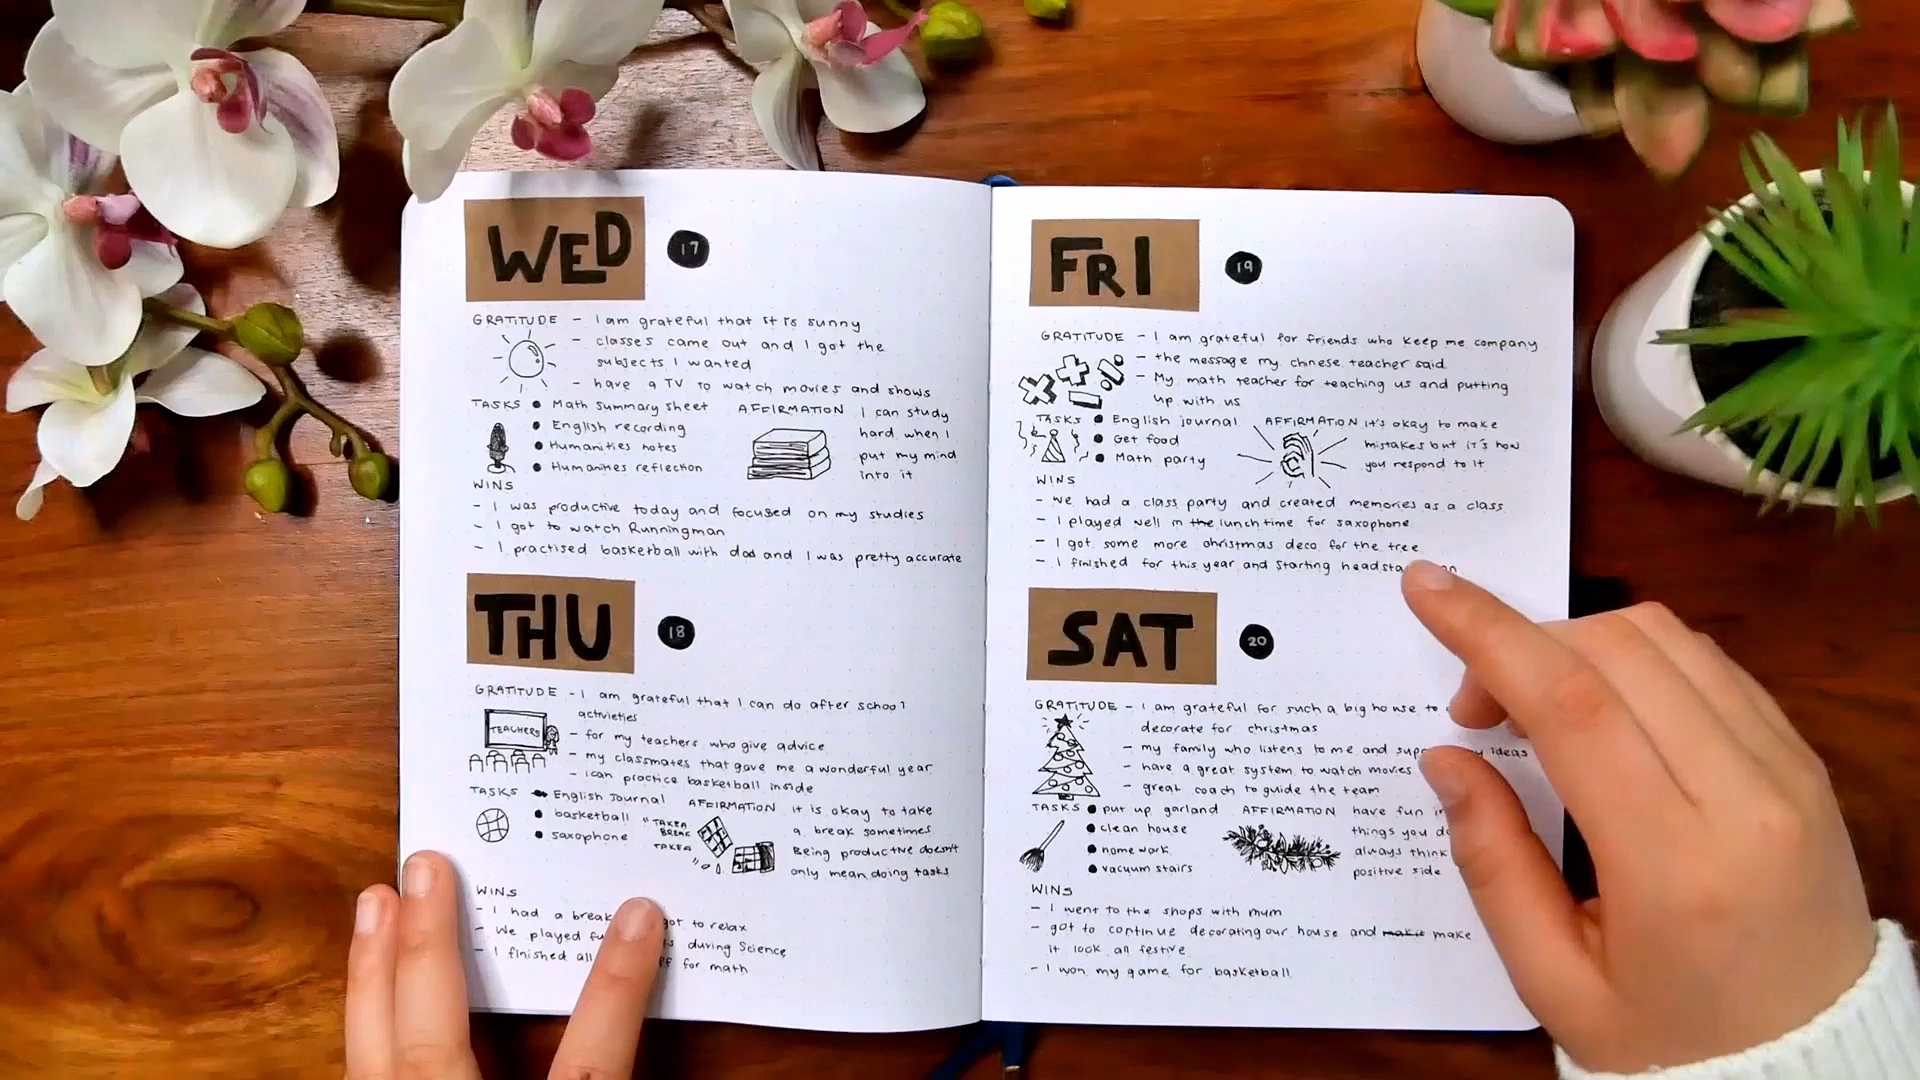 WED 17
GRATITUDE - I am grateful that it is sunny
- classes came out and I got the
subjects I wanted
- have a TV to watch movies and shows
TASKS • Math summary sheet
• English recording
• Humanities notes
• Humanities reflection
AFFIRMATION I can study
hard when I
put my mind
into it
WINS
- I was productive today and focused on my studies
- I got to watch Runningman
- I practised basketball with dad and I was pretty accurate
THU 18
GRATITUDE - I am grateful that I can do after school
activieties
- for my teachers who give advice
- my classmates that gave me a wonderful year
- I can practice basketball inside
TEACHERS
TASKS • English Journal
• basketball
• saxophone
AFFIRMATION it is okay to take
a break sometimes
Being productive doesn't
only mean doing tasks
"TAKE A
BREAK
TAKE A
WINS
- I had a break got to relax
- We played during Science
- I finished all for math
FRI 19
GRATITUDE - I am grateful for friends who keep me company
- the message my chinese teacher said
- My math teacher for teaching us and putting
up with us
TASKS • English journal
• Get food
• Math party
AFFIRMATION it's okay to make
mistakes but it's how
you respond to it
WINS
- we had a class party and created memories as a class
- I played well in the lunch time for saxophone
- I got some more christmas deco for the tree
- I finished for this year and starting
SAT 20
GRATITUDE - I am grateful for such a big house to
decorate for christmas
- my family who listens to me and ideas
- have a great system to watch movies
- great coach to guide the team
TASKS • put up garland
• clean house
• homework
• vacuum stairs
AFFIRMATION have fun
things you
always think
positive side
WINS
- I went to the shops with mum
- got to continue decorating our house and make
it look all festive
- I won my game for basketball